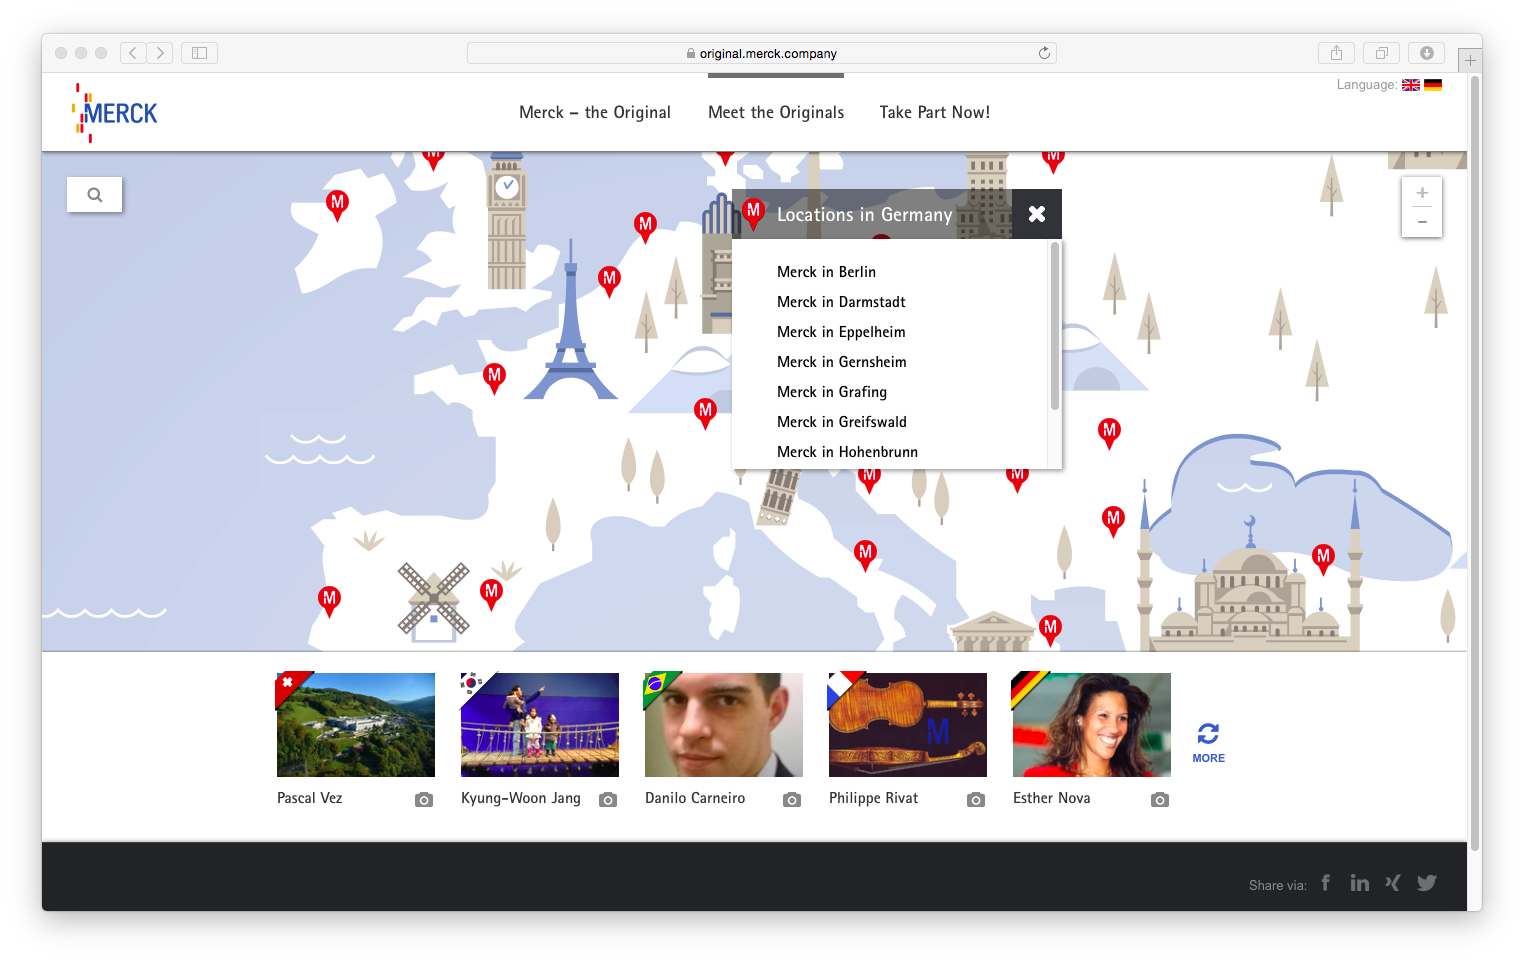 original.merck.company
Language:
MERCK
Merck – the Original
Meet the Originals
Take Part Now!
M
M
M
M
M
Locations in Germany
Merck in Berlin
Merck in Darmstadt
Merck in Eppelheim
Merck in Gernsheim
Merck in Grafing
Merck in Greifswald
Merck in Hohenbrunn
M
M
M
M
M
M
M
M
M
M
M
M
M
Pascal Vez
Kyung-Woon Jang
Danilo Carneiro
Philippe Rivat
Esther Nova
MORE
Share via: